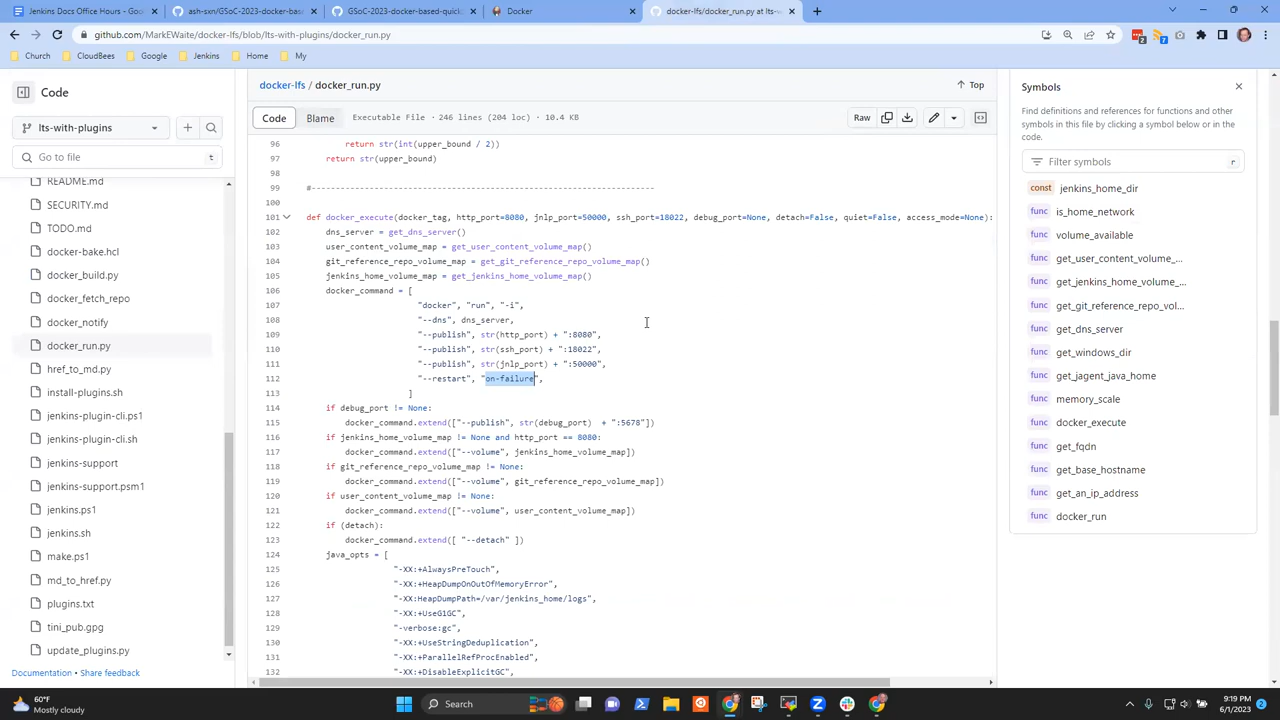 Jenkins Docs Office Hours - Goo
ash-sxn/GSoC-2023-docker-base
GSoC-2023-docker-based-quick
Docker
docker-lfs/docker_run.py at lts-w
github.com/MarkEWaite/docker-lfs/blob/lts-with-plugins/docker_run.py
Church
CloudBees
Google
Jenkins
Home
My
Code
lts-with-plugins
Go to file
t
README.md
SECURITY.md
TODO.md
docker-bake.hcl
docker_build.py
docker_fetch_repo
docker_notify
docker_run.py
href_to_md.py
install-plugins.sh
jenkins-plugin-cli.ps1
jenkins-plugin-cli.sh
jenkins-support
jenkins-support.psm1
jenkins.ps1
jenkins.sh
make.ps1
md_to_href.py
plugins.txt
tini_pub.gpg
update_plugins.py
Documentation • Share feedback
docker-lfs / docker_run.py
Top
Code
Blame
Executable File · 246 lines (204 loc) · 10.4 KB
Raw
96 return str(int(upper_bound / 2))
97 return str(upper_bound)
98
99 #-----------------------------------------------------------------------
100
101 def docker_execute(docker_tag, http_port=8080, jnlp_port=50000, ssh_port=18022, debug_port=None, detach=False, quiet=False, access_mode=None):
102 dns_server = get_dns_server()
103 user_content_volume_map = get_user_content_volume_map()
104 git_reference_repo_volume_map = get_git_reference_repo_volume_map()
105 jenkins_home_volume_map = get_jenkins_home_volume_map()
106 docker_command = [
107 "docker", "run", "-i",
108 "--dns", dns_server,
109 "--publish", str(http_port) + ":8080",
110 "--publish", str(ssh_port) + ":18022",
111 "--publish", str(jnlp_port) + ":50000",
112 "--restart", "on-failure",
113 ]
114 if debug_port != None:
115 docker_command.extend(["--publish", str(debug_port) + ":5678"])
116 if jenkins_home_volume_map != None and http_port == 8080:
117 docker_command.extend(["--volume", jenkins_home_volume_map])
118 if git_reference_repo_volume_map != None:
119 docker_command.extend(["--volume", git_reference_repo_volume_map])
120 if user_content_volume_map != None:
121 docker_command.extend(["--volume", user_content_volume_map])
122 if (detach):
123 docker_command.extend([ "--detach" ])
124 java_opts = [
125 "-XX:+AlwaysPreTouch",
126 "-XX:+HeapDumpOnOutOfMemoryError",
127 "-XX:HeapDumpPath=/var/jenkins_home/logs",
128 "-XX:+UseG1GC",
129 "-verbose:gc",
130 "-XX:+UseStringDeduplication",
131 "-XX:+ParallelRefProcEnabled",
132 "-XX:+DisableExplicitGC",
Symbols
Find definitions and references for functions and other
symbols in this file by clicking a symbol below or in the
code.
Filter symbols
r
const jenkins_home_dir
func is_home_network
func volume_available
func get_user_content_volume_...
func get_jenkins_home_volume_...
func get_git_reference_repo_vol...
func get_dns_server
func get_windows_dir
func get_jagent_java_home
func memory_scale
func docker_execute
func get_fqdn
func get_base_hostname
func get_an_ip_address
func docker_run
60°F
Mostly cloudy
Search
9:19 PM
6/1/2023